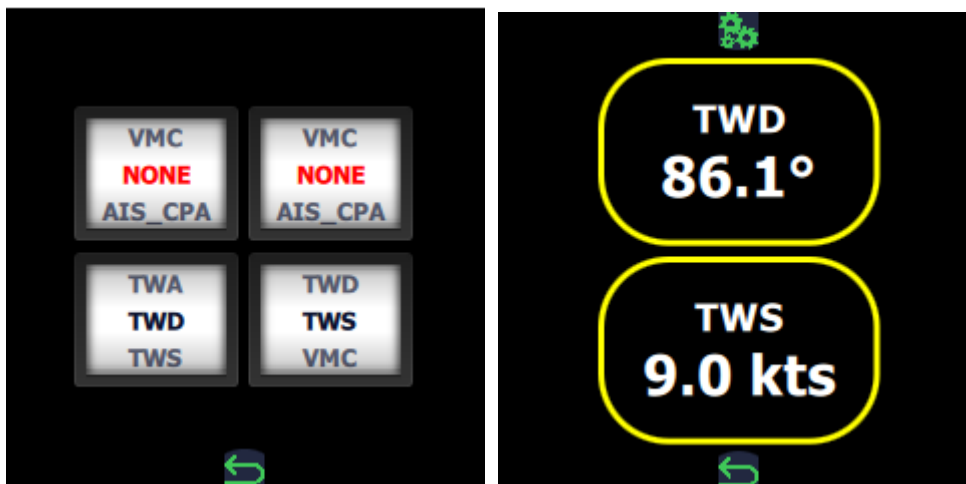 VMC
NONE
AIS_CPA
VMC
NONE
AIS_CPA
TWA
TWD
TWS
TWD
TWS
VMC
TWD
86.1°
TWS
9.0 kts